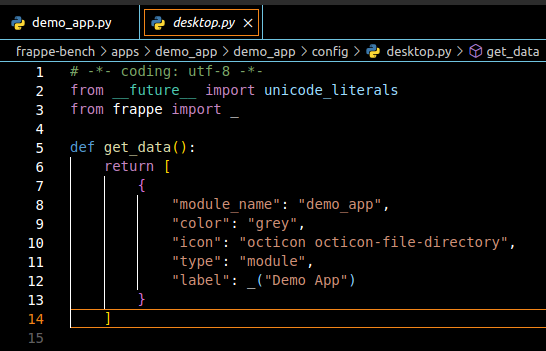 demo_app.py desktop.py ×
frappe-bench > apps > demo_app > demo_app > config > desktop.py > get_data
1 # -*- coding: utf-8 -*-
2 from __future__ import unicode_literals
3 from frappe import _
4
5 def get_data():
6     return [
7         {
8             "module_name": "demo_app",
9             "color": "grey",
10             "icon": "octicon octicon-file-directory",
11             "type": "module",
12             "label": _("Demo App")
13         }
14     ]
15